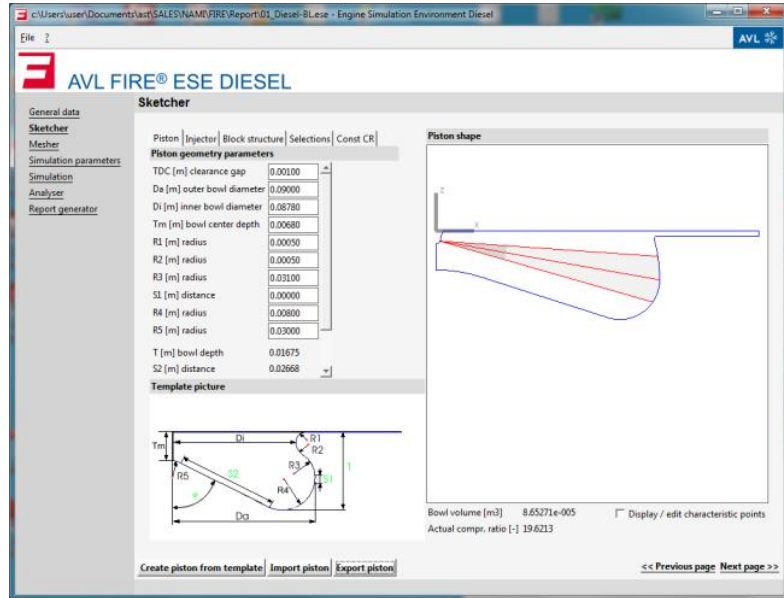 c:\Users\user\Documents\ast\SALES\NAMI\FIRE\Report\01_Diesel-BL.ese - Engine Simulation Environment Diesel
File ?
AVL
AVL FIRE® ESE DIESEL
General data
Sketcher
Mesher
Simulation parameters
Simulation
Analyser
Report generator
Sketcher
Piston Injector Block structure Selections Const CR
Piston geometry parameters
TDC [m] clearance gap 0.00100
Da [m] outer bowl diameter 0.09000
Di [m] inner bowl diameter 0.08780
Tm [m] bowl center depth 0.00680
R1 [m] radius 0.00050
R2 [m] radius 0.00050
R3 [m] radius 0.03100
S1 [m] distance 0.00000
R4 [m] radius 0.00800
R5 [m] radius 0.03000
T [m] bowl depth 0.01675
S2 [m] distance 0.02668
Template picture
Di
R1
Tm
R2
R3
S2
T
R5
S1
R4
Da
Piston shape
z
x
Bowl volume [m3] 8.65271e-005
Display / edit characteristic points
Actual compr. ratio [-] 19.6213
Create piston from template Import piston Export piston
<< Previous page Next page >>